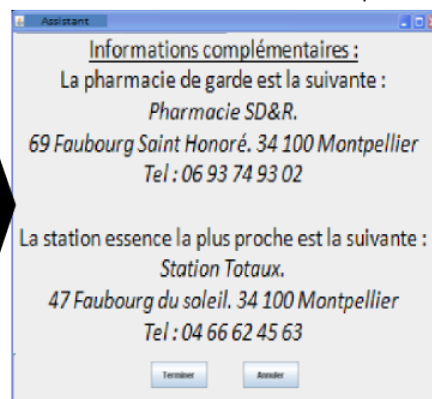 Assistant
Informations complémentaires :
La pharmacie de garde est la suivante :
Pharmacie SD&R.
69 Faubourg Saint Honoré. 34 100 Montpellier
Tel : 06 93 74 93 02
La station essence la plus proche est la suivante :
Station Totaux.
47 Faubourg du soleil. 34 100 Montpellier
Tel : 04 66 62 45 63
Terminer Annuler